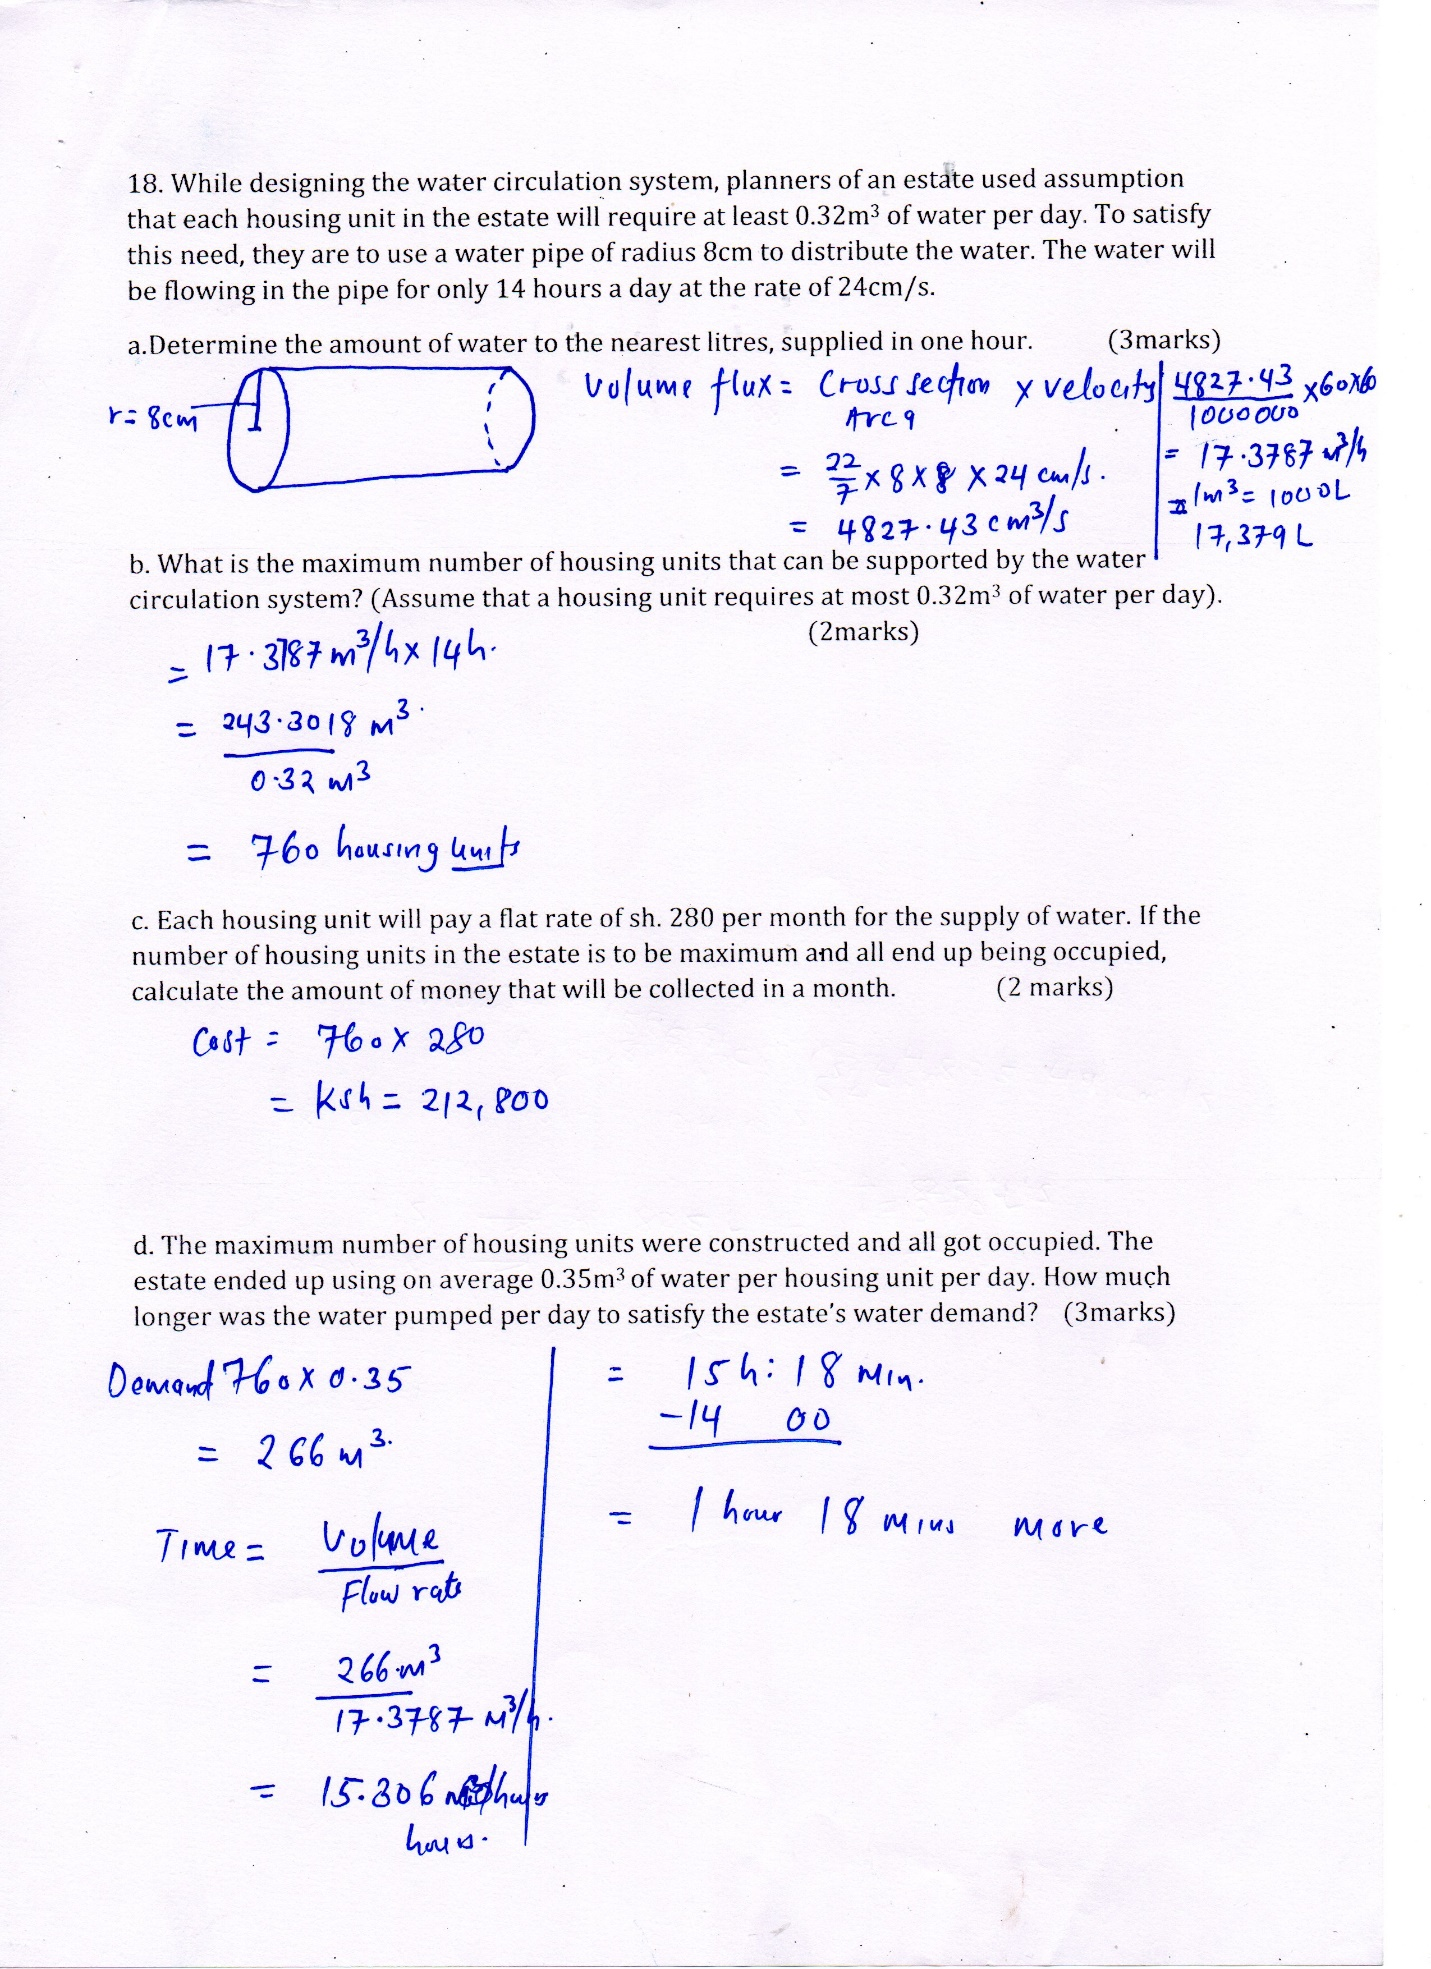 18. While designing the water circulation system, planners of an estate used assumption
that each housing unit in the estate will require at least 0.32m³ of water per day. To satisfy
this need, they are to use a water pipe of radius 8cm to distribute the water. The water will
be flowing in the pipe for only 14 hours a day at the rate of 24cm/s.
a.Determine the amount of water to the nearest litres, supplied in one hour. (3marks)
r= 8cm
Volume flux = Cross section Area x velocity
= 22/7 x 8 x 8 x 24 cm/s.
= 4827.43 cm³/s
4827.43/1000000 x60x60
= 17.3787 m³/h
1m³ = 1000L
17,379 L
b. What is the maximum number of housing units that can be supported by the water
circulation system? (Assume that a housing unit requires at most 0.32m³ of water per day).
(2marks)
= 17.3787 m³/h x 14h.
= 243.3018 m³.
0.32 m³
= 760 housing units
c. Each housing unit will pay a flat rate of sh. 280 per month for the supply of water. If the
number of housing units in the estate is to be maximum and all end up being occupied,
calculate the amount of money that will be collected in a month. (2 marks)
Cost = 760 x 280
= Ksh = 212,800
d. The maximum number of housing units were constructed and all got occupied. The
estate ended up using on average 0.35m³ of water per housing unit per day. How much
longer was the water pumped per day to satisfy the estate's water demand? (3marks)
Demand 760 x 0.35
= 266 m³.
Time = Volume
Flow rate
= 266 m³
17.3787 m³/h.
= 15.306
hours.
= 15h: 18 min.
-14 00
= 1 hour 18 mins more